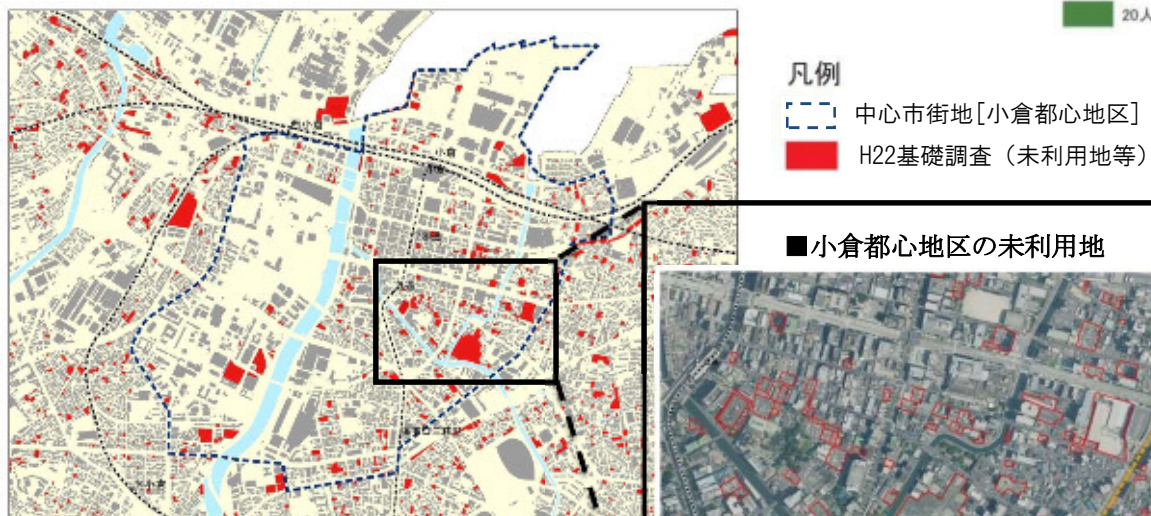 20人
凡例
中心市街地[小倉都心地区]
H22基礎調査（未利用地等）
小倉
■小倉都心地区の未利用地